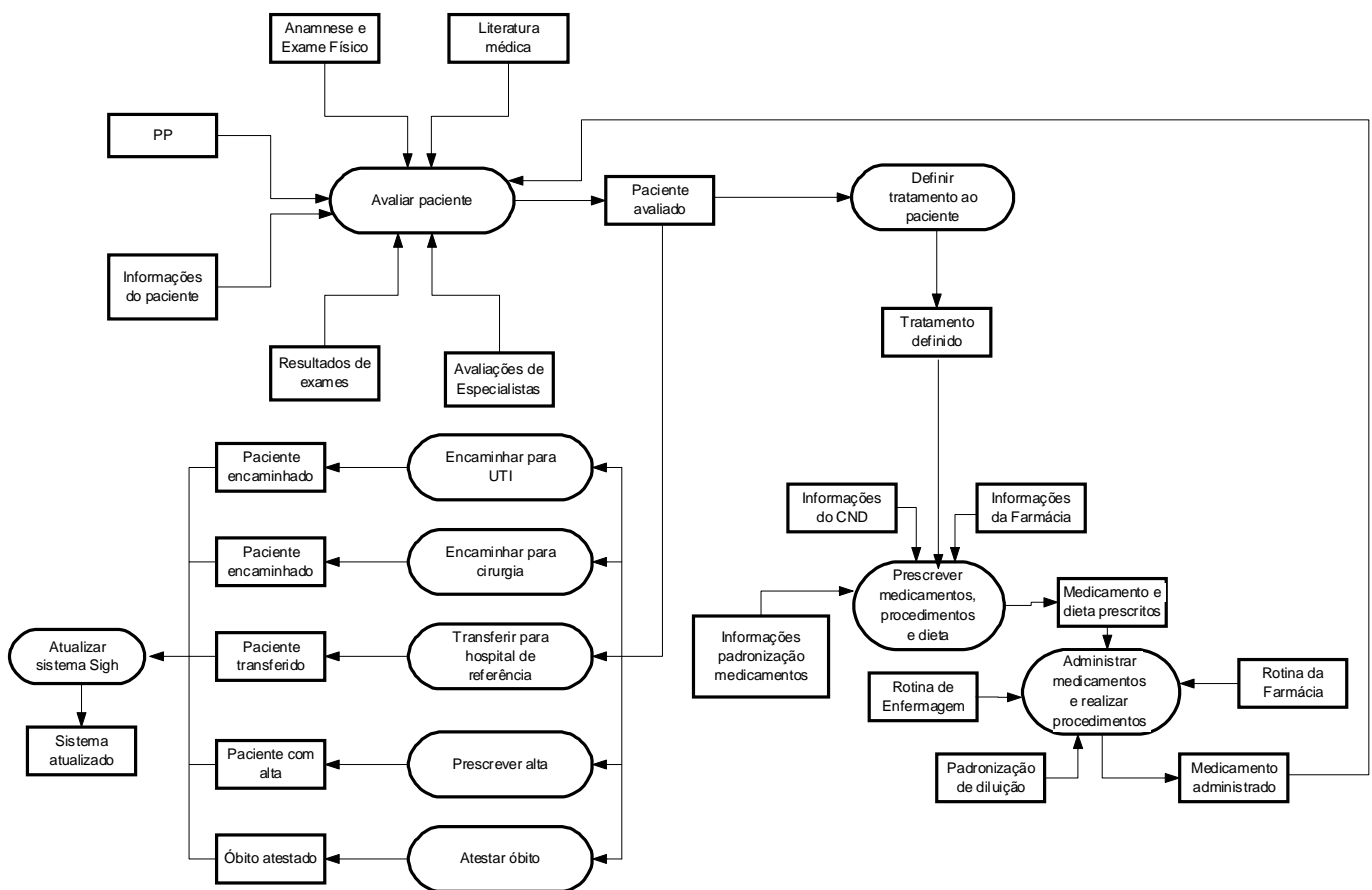 Anamnese e
Exame Físico
Literatura
médica
PP
Avaliar paciente
Paciente
avaliado
Definir
tratamento ao
paciente
Informações
do paciente
Resultados de
exames
Avaliações de
Especialistas
Tratamento
definido
Paciente
encaminhado
Encaminhar para
UTI
Informações
do CND
Informações
da Farmácia
Paciente
encaminhado
Encaminhar para
cirurgia
Prescrever
medicamentos,
procedimentos
e dieta
Medicamento e
dieta prescritos
Atualizar
sistema Sigh
Paciente
transferido
Transferir para
hospital de
referência
Informações
padronização
medicamentos
Administrar
medicamentos
e realizar
procedimentos
Rotina da
Farmácia
Rotina de
Enfermagem
Sistema
atualizado
Paciente com
alta
Prescrever alta
Padronização
de diluição
Medicamento
administrado
Óbito atestado
Atestar óbito